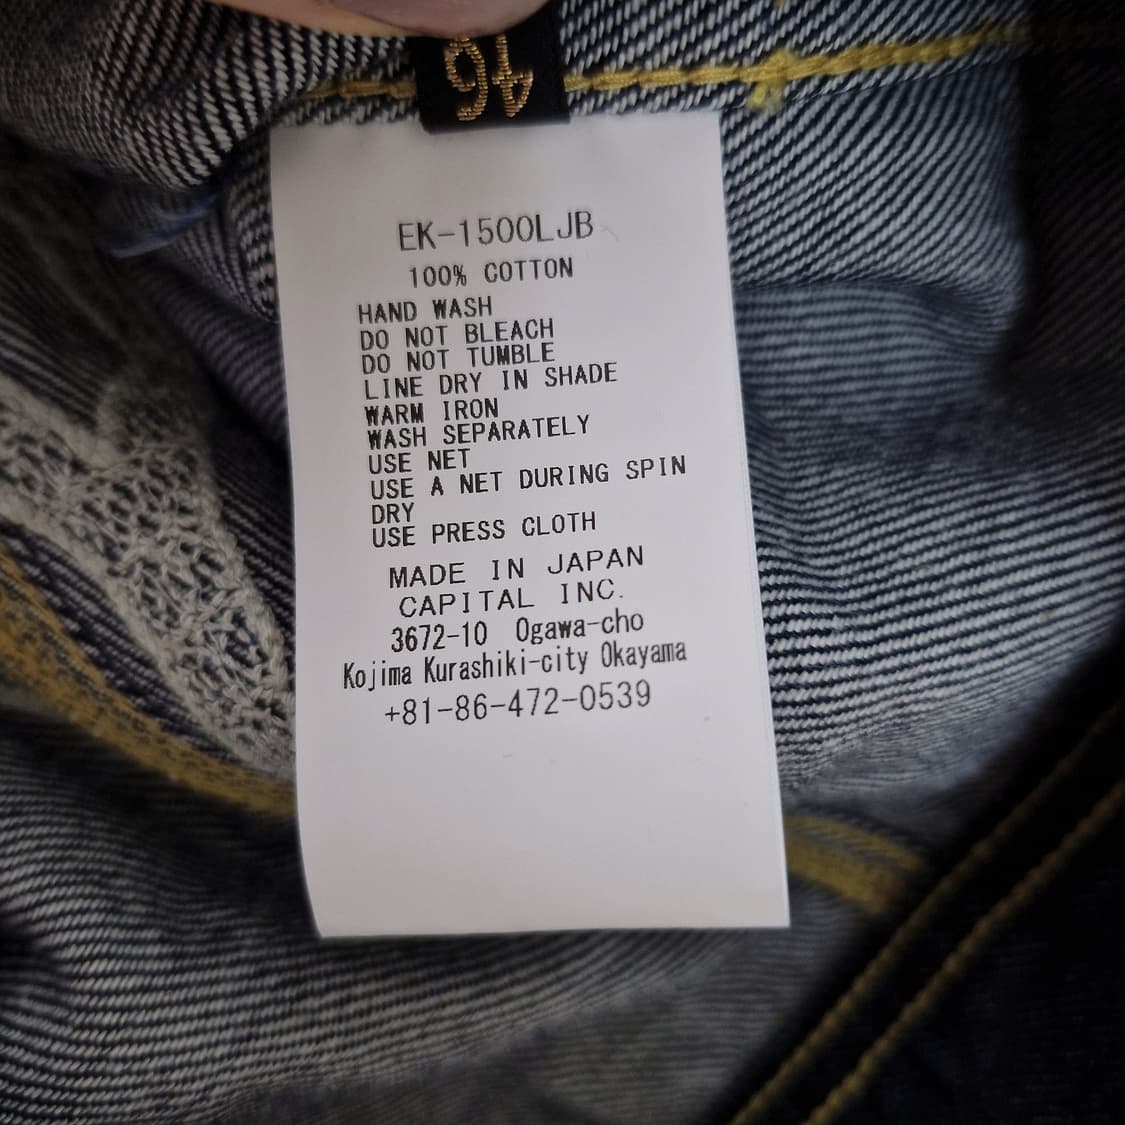 46
EK-1500LJB
100% COTTON
HAND WASH
DO NOT BLEACH
DO NOT TUMBLE
LINE DRY IN SHADE
WARM IRON
WASH SEPARATELY
USE NET
USE A NET DURING SPIN
DRY
USE PRESS CLOTH
MADE IN JAPAN
CAPITAL INC.
3672-10 Ogawa-cho
Kojima Kurashiki-city Okayama
+81-86-472-0539